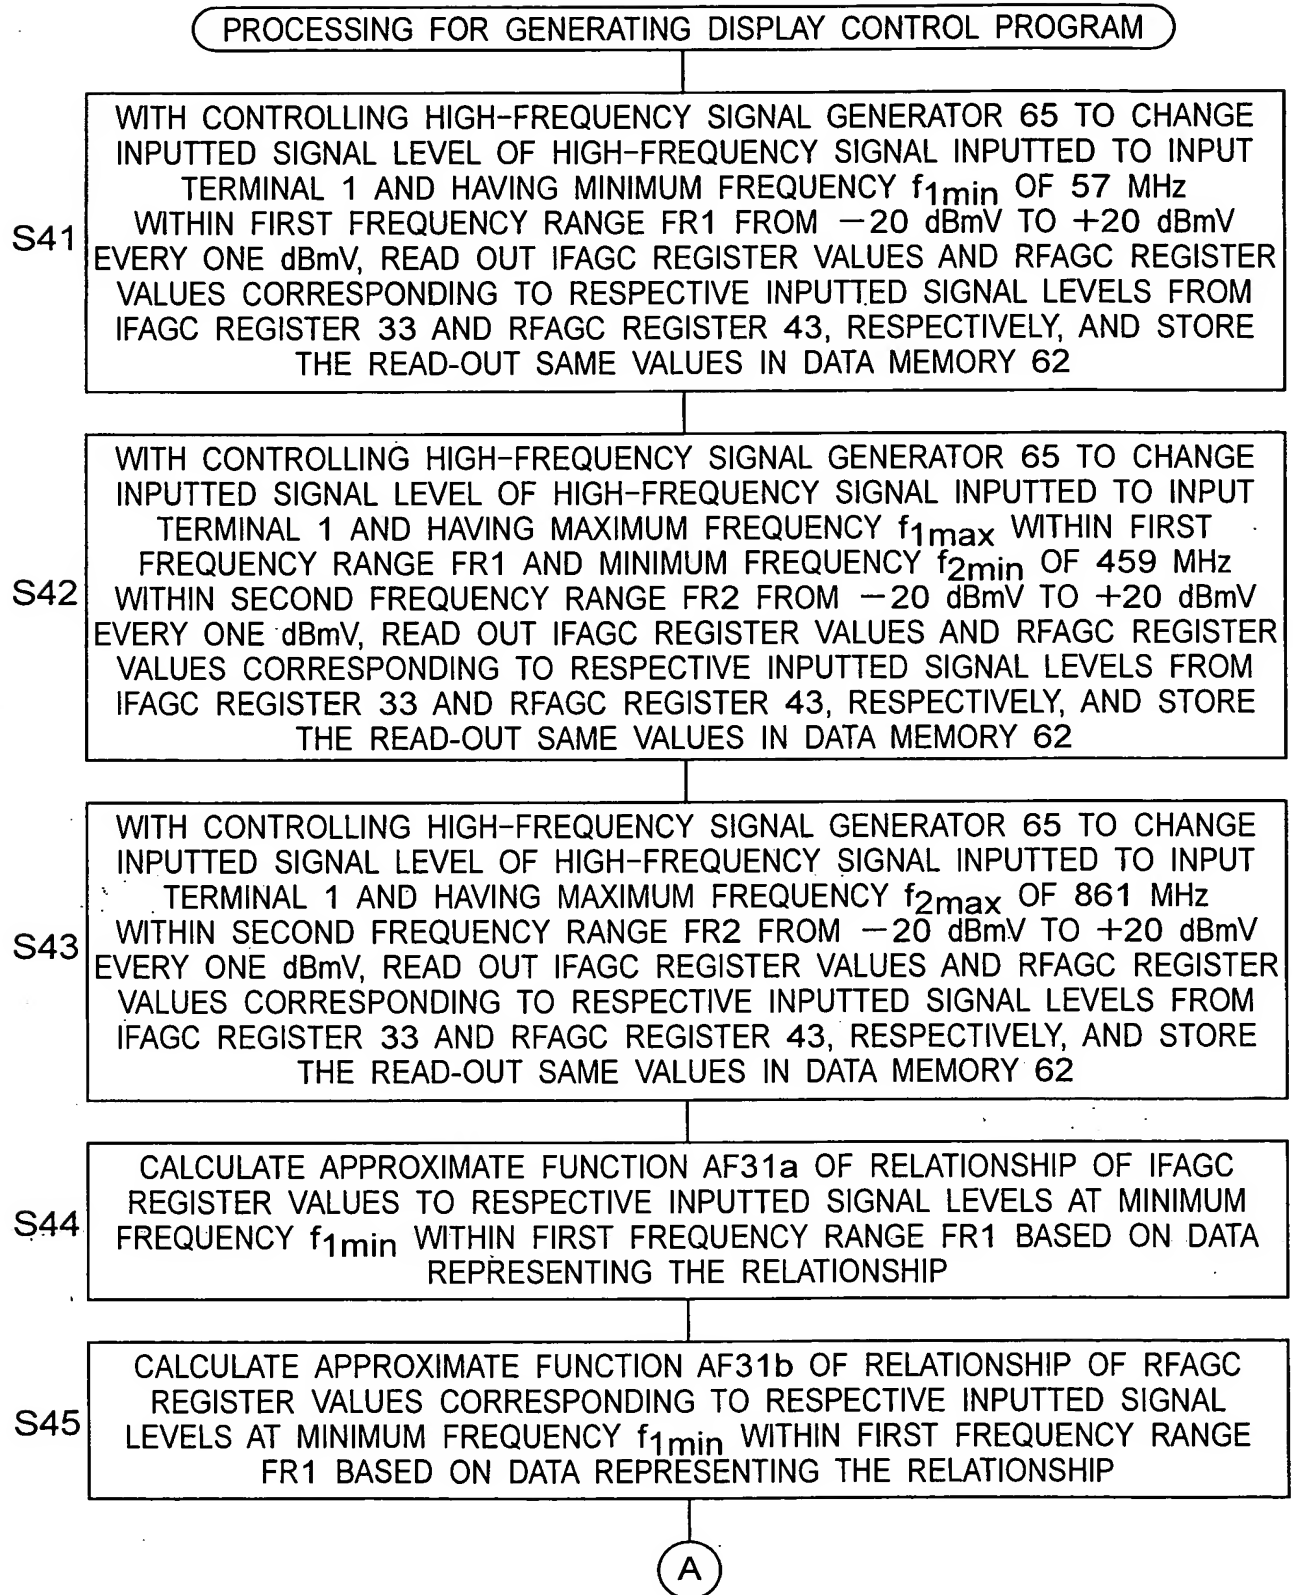 PROCESSING FOR GENERATING DISPLAY CONTROL PROGRAM
S41
WITH CONTROLLING HIGH-FREQUENCY SIGNAL GENERATOR 65 TO CHANGE
INPUTTED SIGNAL LEVEL OF HIGH-FREQUENCY SIGNAL INPUTTED TO INPUT
TERMINAL 1 AND HAVING MINIMUM FREQUENCY f1min OF 57 MHz
WITHIN FIRST FREQUENCY RANGE FR1 FROM −20 dBmV TO +20 dBmV
EVERY ONE dBmV, READ OUT IFAGC REGISTER VALUES AND RFAGC REGISTER
VALUES CORRESPONDING TO RESPECTIVE INPUTTED SIGNAL LEVELS FROM
IFAGC REGISTER 33 AND RFAGC REGISTER 43, RESPECTIVELY, AND STORE
THE READ-OUT SAME VALUES IN DATA MEMORY 62
S42
WITH CONTROLLING HIGH-FREQUENCY SIGNAL GENERATOR 65 TO CHANGE
INPUTTED SIGNAL LEVEL OF HIGH-FREQUENCY SIGNAL INPUTTED TO INPUT
TERMINAL 1 AND HAVING MAXIMUM FREQUENCY f1max WITHIN FIRST
FREQUENCY RANGE FR1 AND MINIMUM FREQUENCY f2min OF 459 MHz
WITHIN SECOND FREQUENCY RANGE FR2 FROM −20 dBmV TO +20 dBmV
EVERY ONE dBmV, READ OUT IFAGC REGISTER VALUES AND RFAGC REGISTER
VALUES CORRESPONDING TO RESPECTIVE INPUTTED SIGNAL LEVELS FROM
IFAGC REGISTER 33 AND RFAGC REGISTER 43, RESPECTIVELY, AND STORE
THE READ-OUT SAME VALUES IN DATA MEMORY 62
S43
WITH CONTROLLING HIGH-FREQUENCY SIGNAL GENERATOR 65 TO CHANGE
INPUTTED SIGNAL LEVEL OF HIGH-FREQUENCY SIGNAL INPUTTED TO INPUT
TERMINAL 1 AND HAVING MAXIMUM FREQUENCY f2max OF 861 MHz
WITHIN SECOND FREQUENCY RANGE FR2 FROM −20 dBmV TO +20 dBmV
EVERY ONE dBmV, READ OUT IFAGC REGISTER VALUES AND RFAGC REGISTER
VALUES CORRESPONDING TO RESPECTIVE INPUTTED SIGNAL LEVELS FROM
IFAGC REGISTER 33 AND RFAGC REGISTER 43, RESPECTIVELY, AND STORE
THE READ-OUT SAME VALUES IN DATA MEMORY 62
S44
CALCULATE APPROXIMATE FUNCTION AF31a OF RELATIONSHIP OF IFAGC
REGISTER VALUES TO RESPECTIVE INPUTTED SIGNAL LEVELS AT MINIMUM
FREQUENCY f1min WITHIN FIRST FREQUENCY RANGE FR1 BASED ON DATA
REPRESENTING THE RELATIONSHIP
S45
CALCULATE APPROXIMATE FUNCTION AF31b OF RELATIONSHIP OF RFAGC
REGISTER VALUES CORRESPONDING TO RESPECTIVE INPUTTED SIGNAL
LEVELS AT MINIMUM FREQUENCY f1min WITHIN FIRST FREQUENCY RANGE
FR1 BASED ON DATA REPRESENTING THE RELATIONSHIP
A